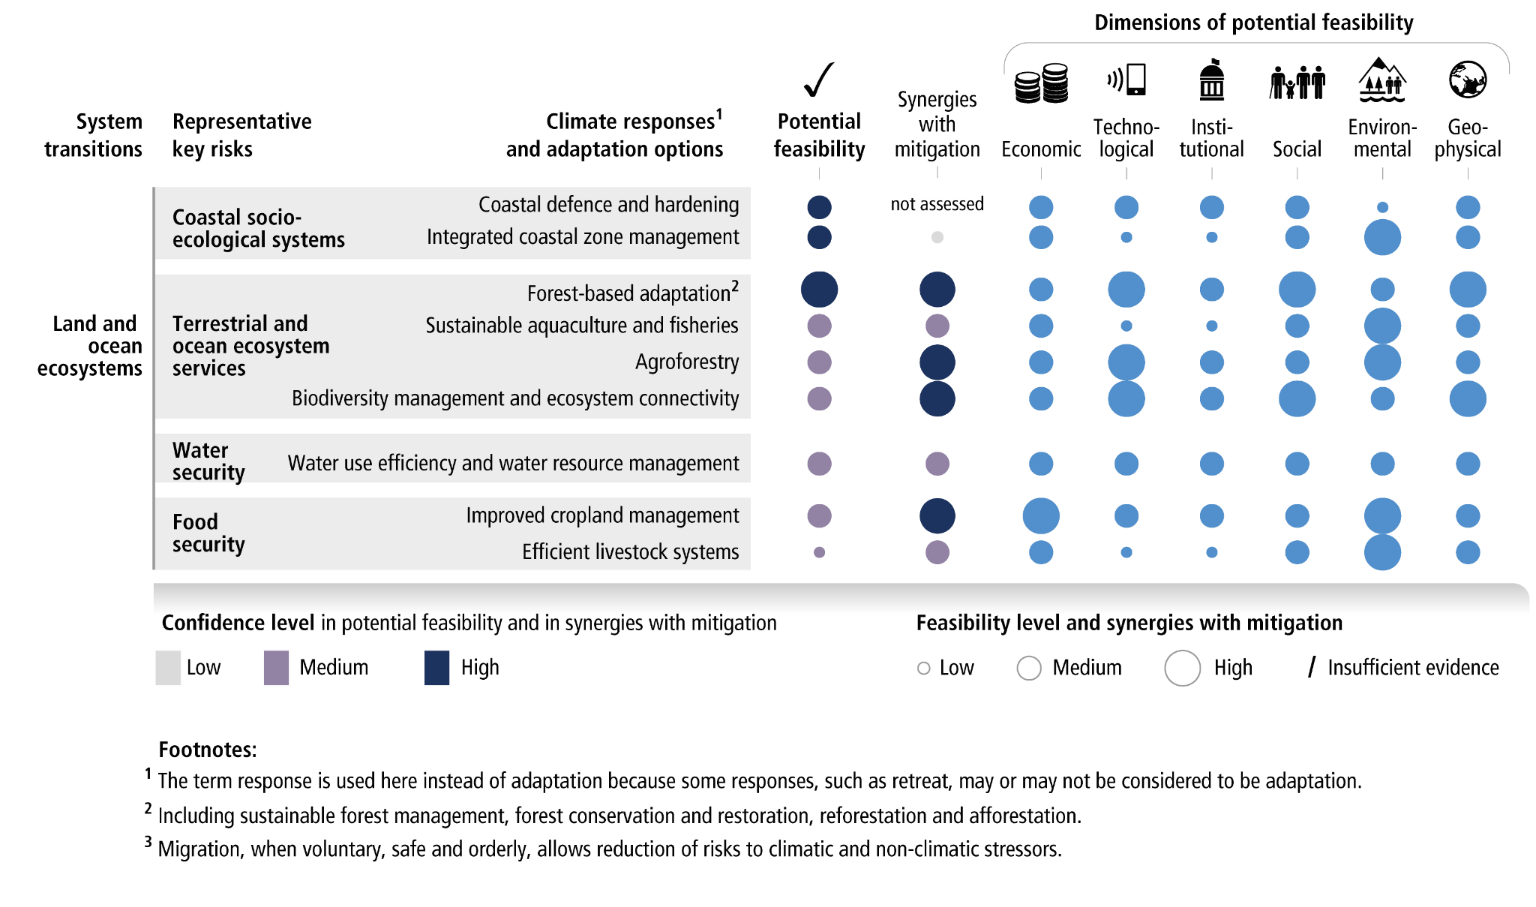 Dimensions of potential feasibility
System transitions
Representative key risks
Climate responses1 and adaptation options
Potential feasibility
Synergies with mitigation
Economic
Techno-logical
Insti-tutional
Social
Environ-mental
Geo-physical
Land and ocean ecosystems
Coastal socio-ecological systems
Coastal defence and hardening
not assessed
Integrated coastal zone management
Terrestrial and ocean ecosystem services
Forest-based adaptation2
Sustainable aquaculture and fisheries
Agroforestry
Biodiversity management and ecosystem connectivity
Water security
Water use efficiency and water resource management
Food security
Improved cropland management
Efficient livestock systems
Confidence level in potential feasibility and in synergies with mitigation
Low
Medium
High
Feasibility level and synergies with mitigation
Low
Medium
High
/ Insufficient evidence
Footnotes:
1 The term response is used here instead of adaptation because some responses, such as retreat, may or may not be considered to be adaptation.
2 Including sustainable forest management, forest conservation and restoration, reforestation and afforestation.
3 Migration, when voluntary, safe and orderly, allows reduction of risks to climatic and non-climatic stressors.